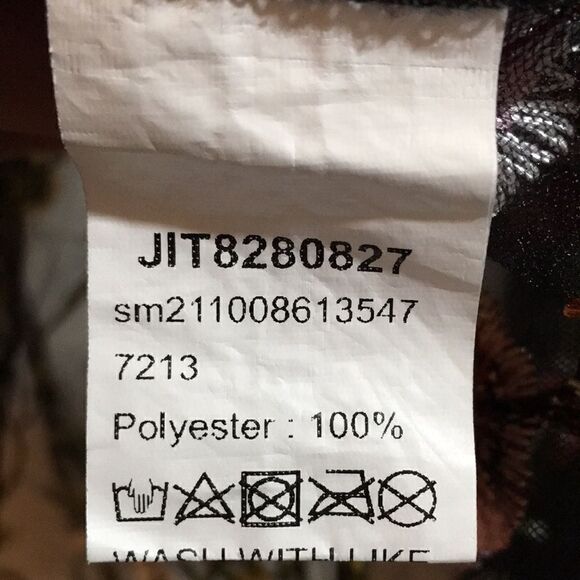 JIT8280827
sm211008613547
7213
Polyester : 100%
WASH WITH LIKE